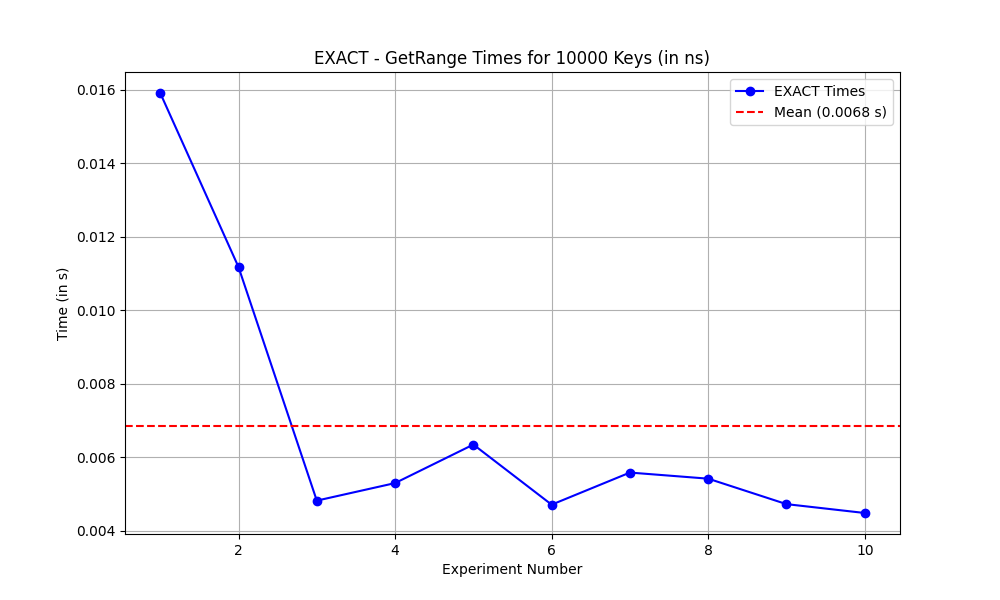 EXACT - GetRange Times for 10000 Keys (in ns)
EXACT Times
Mean (0.0068 s)
Time (in s)
0.016
0.014
0.012
0.010
0.008
0.006
0.004
2 4 6 8 10
Experiment Number